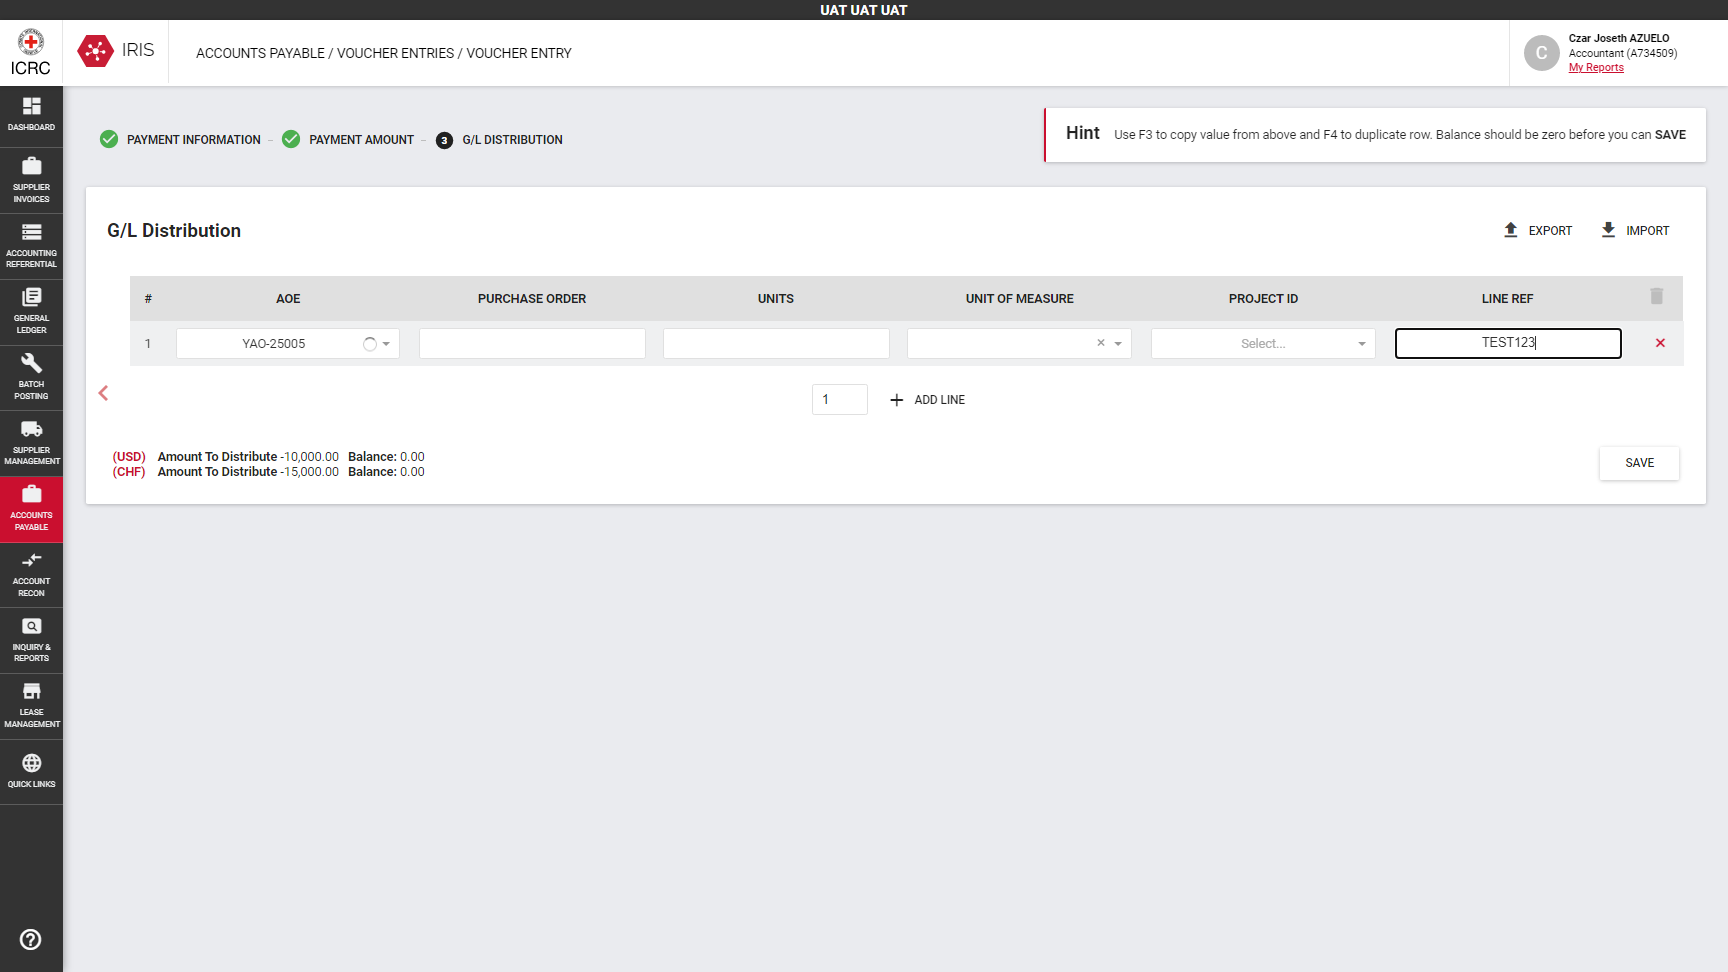 UAT UAT UAT
ICRC
IRIS
ACCOUNTS PAYABLE / VOUCHER ENTRIES / VOUCHER ENTRY
C
Czar Joseth AZUELO
Accountant (A734509)
My Reports
DASHBOARD
SUPPLIER
INVOICES
ACCOUNTING
REFERENTIAL
GENERAL
LEDGER
BATCH
POSTING
SUPPLIER
MANAGEMENT
ACCOUNTS
PAYABLE
ACCOUNT
RECON
INQUIRY &
REPORTS
LEASE
MANAGEMENT
QUICK LINKS
PAYMENT INFORMATION – PAYMENT AMOUNT – 3 G/L DISTRIBUTION
Hint Use F3 to copy value from above and F4 to duplicate row. Balance should be zero before you can SAVE
G/L Distribution
EXPORT IMPORT
# AOE PURCHASE ORDER UNITS UNIT OF MEASURE PROJECT ID LINE REF
1 YAO-25005 Select... TEST123
1 ADD LINE
(USD) Amount To Distribute -10,000.00 Balance: 0.00
(CHF) Amount To Distribute -15,000.00 Balance: 0.00
SAVE